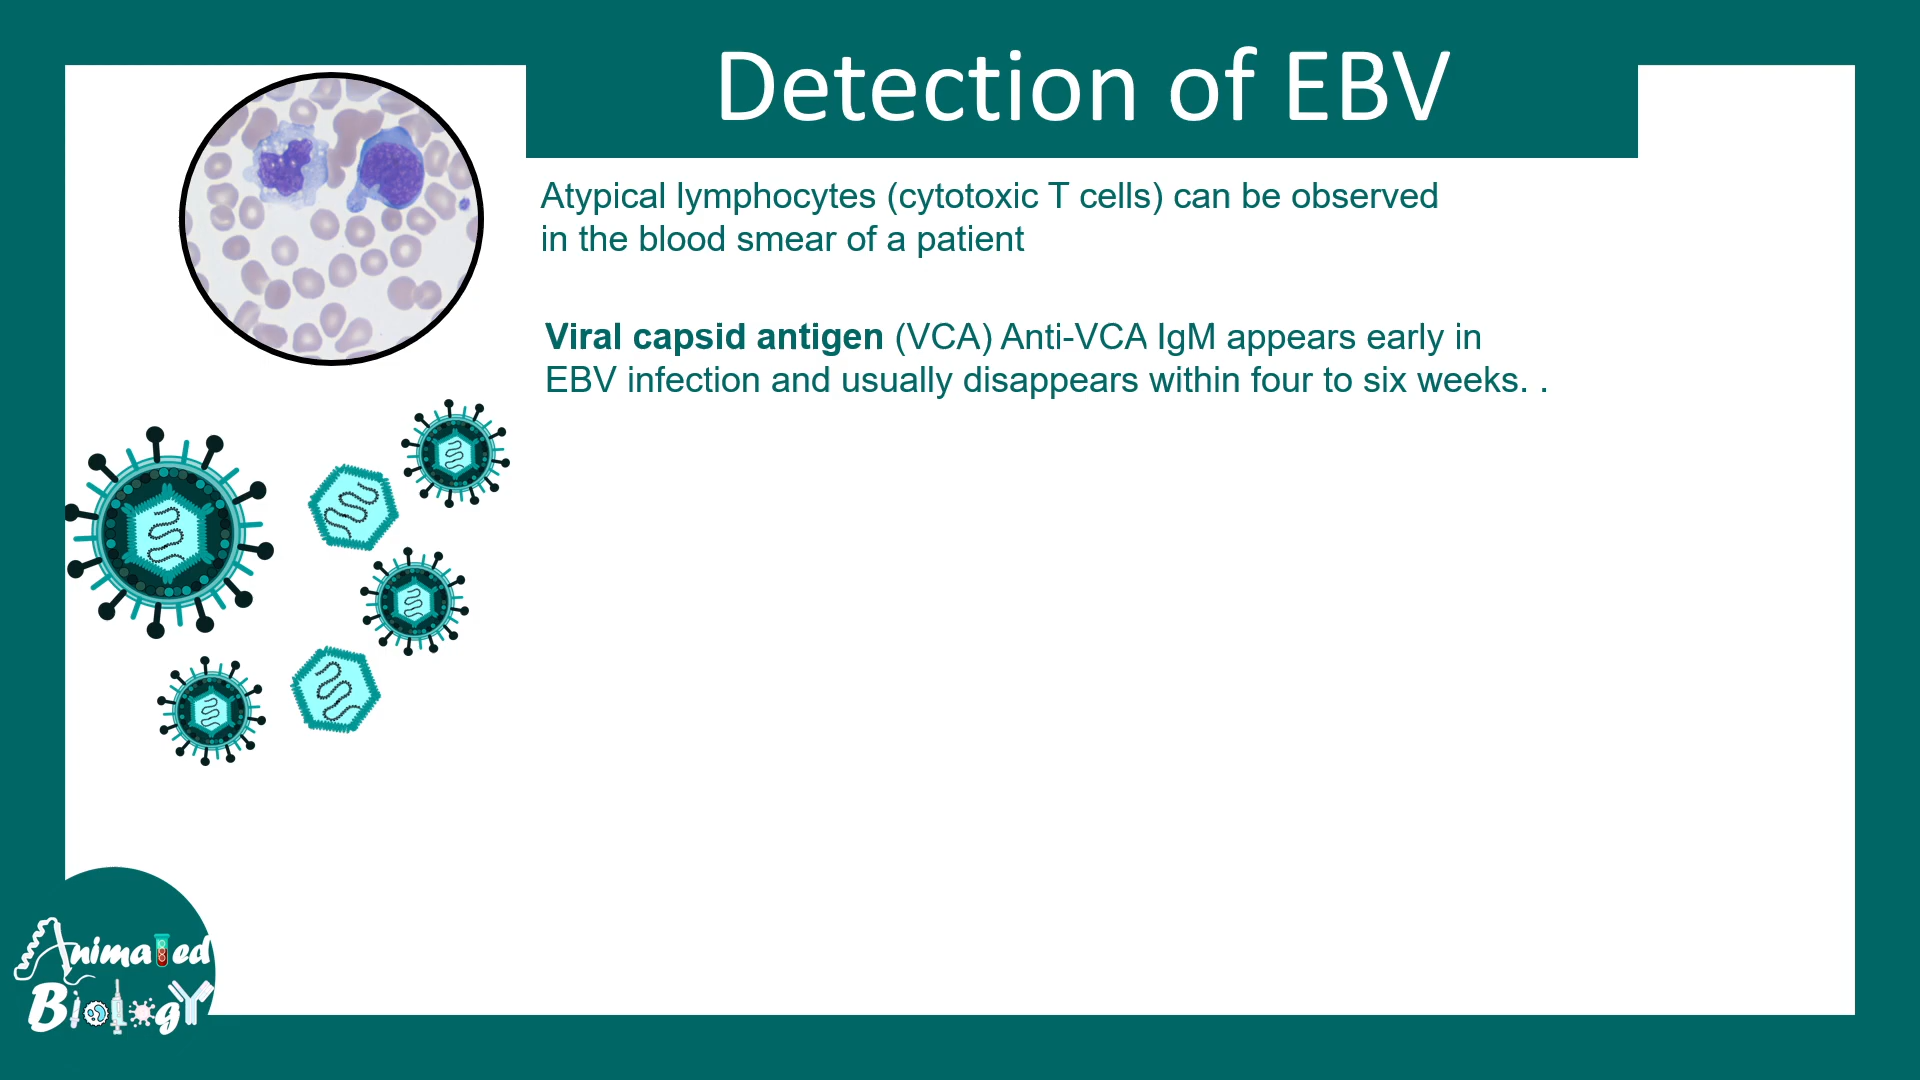 Detection of EBV
Atypical lymphocytes (cytotoxic T cells) can be observed
in the blood smear of a patient
Viral capsid antigen (VCA) Anti-VCA IgM appears early in
EBV infection and usually disappears within four to six weeks. .
Animated
Biology